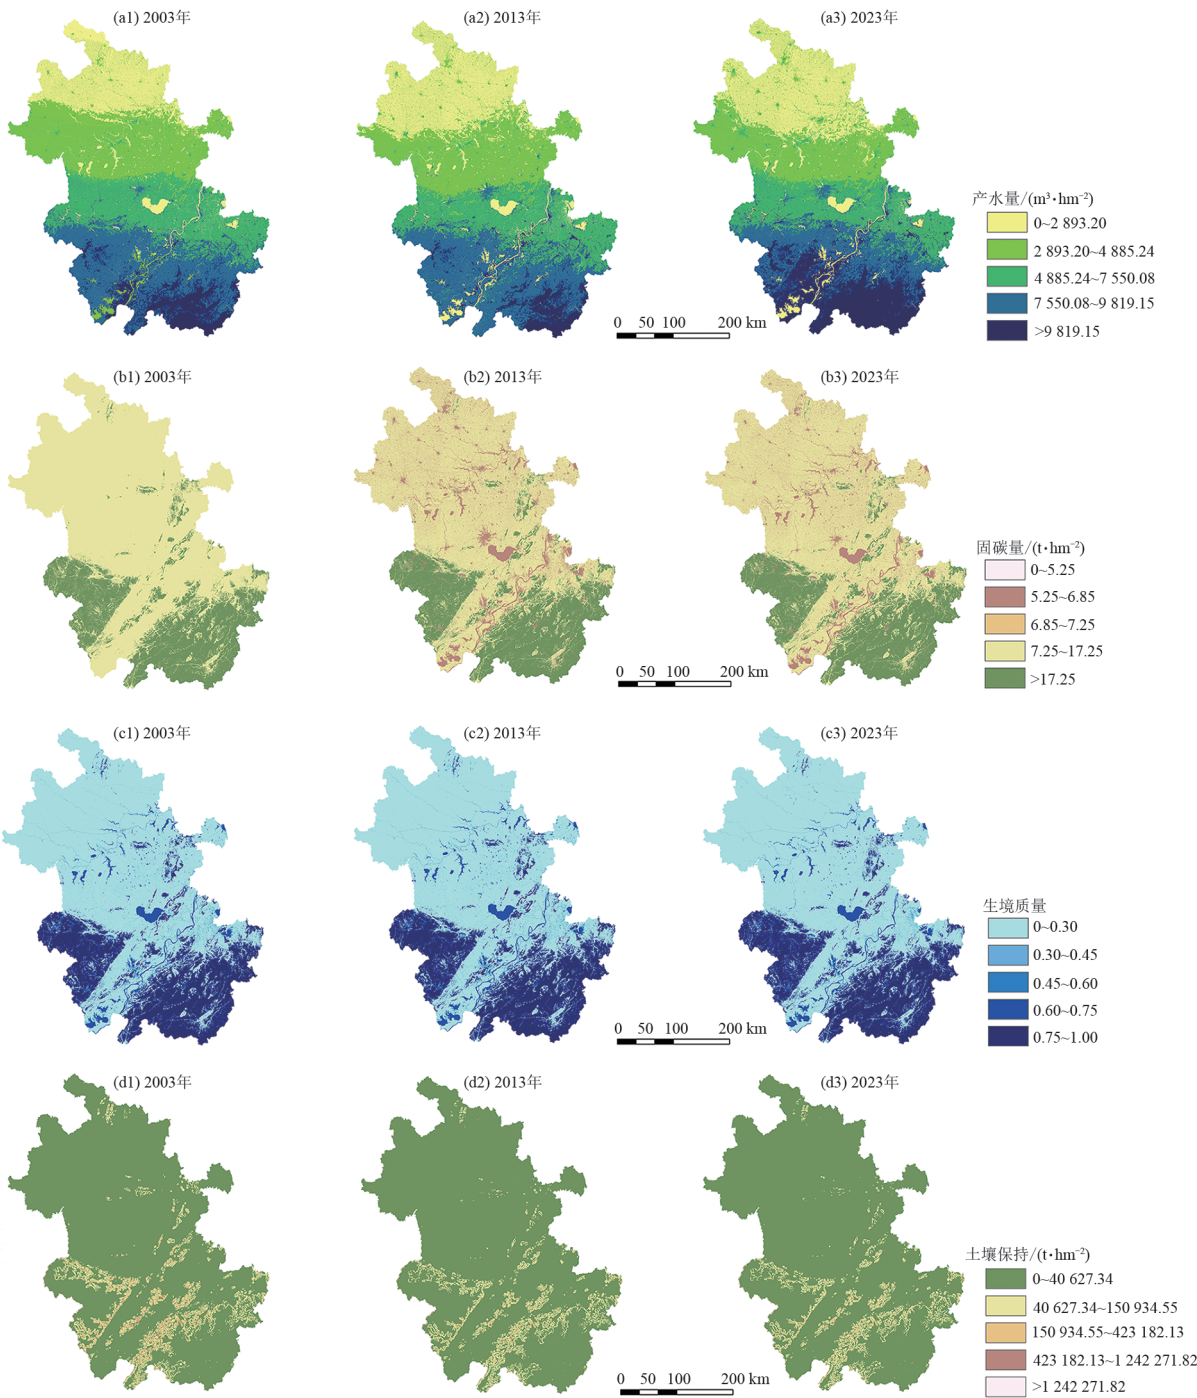 (a1) 2003年
(a2) 2013年
(a3) 2023年
产水量/(m³·hm⁻²)
0~2 893.20
2 893.20~4 885.24
4 885.24~7 550.08
7 550.08~9 819.15
>9 819.15
0 50 100 200 km
(b1) 2003年
(b2) 2013年
(b3) 2023年
固碳量/(t·hm⁻²)
0~5.25
5.25~6.85
6.85~7.25
7.25~17.25
>17.25
0 50 100 200 km
(c1) 2003年
(c2) 2013年
(c3) 2023年
生境质量
0~0.30
0.30~0.45
0.45~0.60
0.60~0.75
0.75~1.00
0 50 100 200 km
(d1) 2003年
(d2) 2013年
(d3) 2023年
土壤保持/(t·hm⁻²)
0~40 627.34
40 627.34~150 934.55
150 934.55~423 182.13
423 182.13~1 242 271.82
>1 242 271.82
0 50 100 200 km